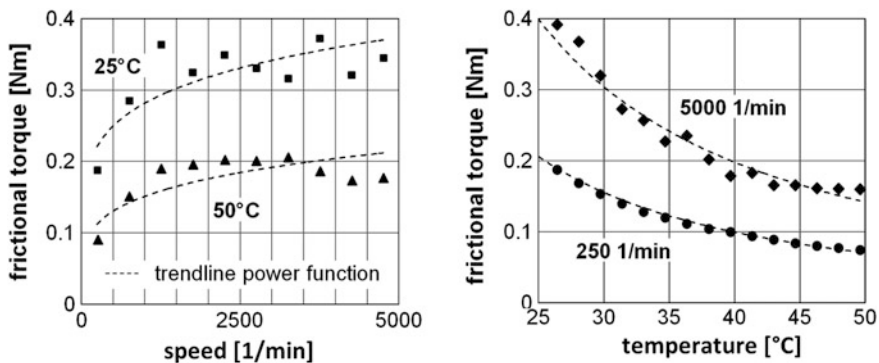 frictional torque [Nm]
0.4
0.3
0.2
0.1
0
25°C
50°C
trendline power function
0 2500 5000
speed [1/min]
frictional torque [Nm]
0.4
0.3
0.2
0.1
0
5000 1/min
250 1/min
25 30 35 40 45 50
temperature [°C]